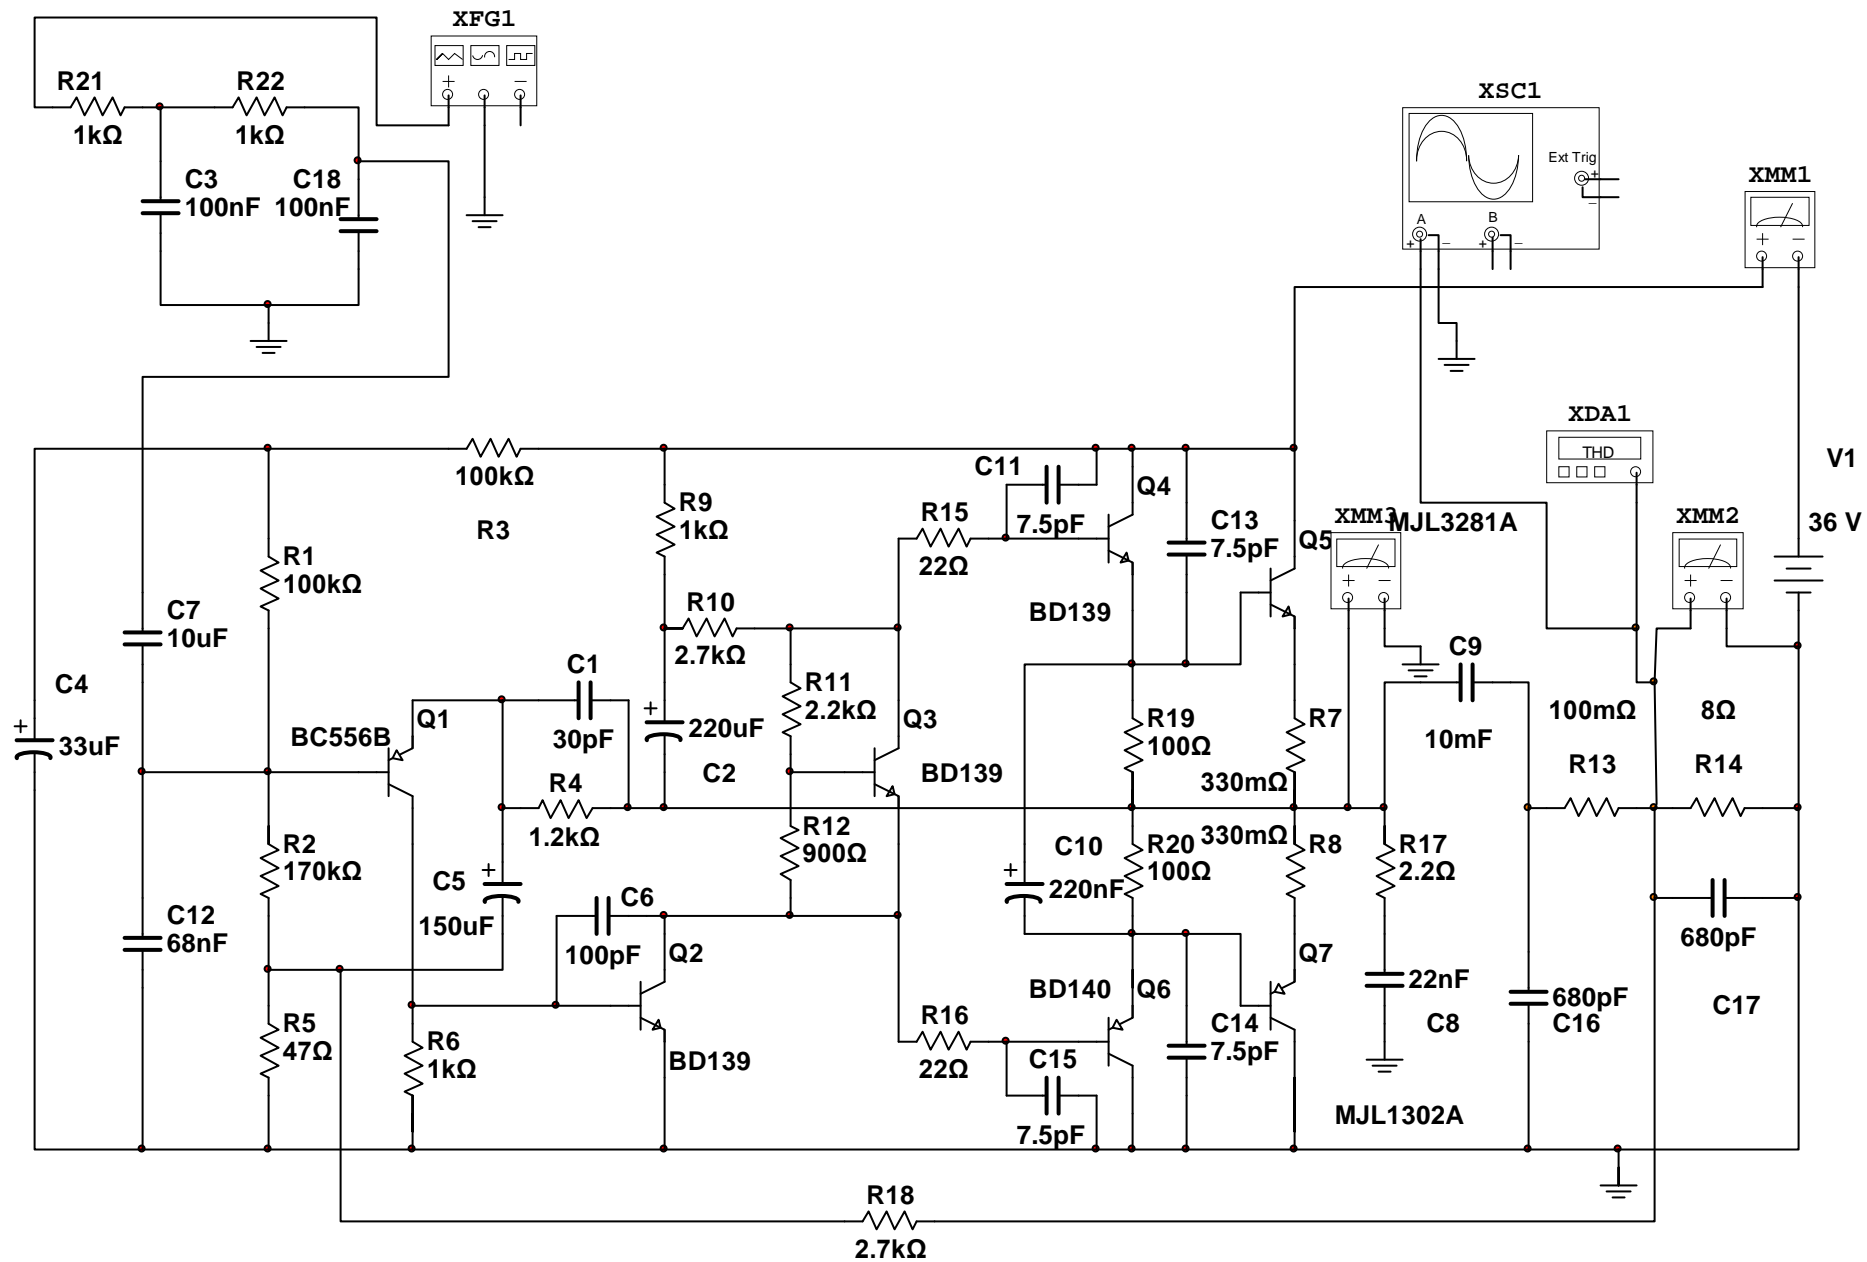 XFG1
+
−
R21
1kΩ
R22
1kΩ
C3
100nF
C18
100nF
XSC1
Ext Trig
+
−
A
B
+
−
+
−
XMM1
+
−
XDA1
THD
V1
36 V
XMM3
+
−
MJL3281A
XMM2
+
−
100kΩ
R3
R1
100kΩ
R9
1kΩ
R10
2.7kΩ
C11
7.5pF
R15
22Ω
Q4
BD139
C13
7.5pF
Q5
C7
10uF
C4
+
33uF
C1
30pF
Q1
BC556B
R4
1.2kΩ
+
220uF
C2
R11
2.2kΩ
Q3
BD139
R12
900Ω
R19
100Ω
R7
330mΩ
330mΩ
R8
C9
10mF
100mΩ
R13
8Ω
R14
R2
170kΩ
C12
68nF
C5
+
150uF
C6
100pF
Q2
BD139
C10
+
220nF
R20
100Ω
R17
2.2Ω
22nF
C8
680pF
C17
680pF
C16
R5
47Ω
R6
1kΩ
R16
22Ω
BD140
Q6
C15
7.5pF
C14
7.5pF
Q7
MJL1302A
R18
2.7kΩ